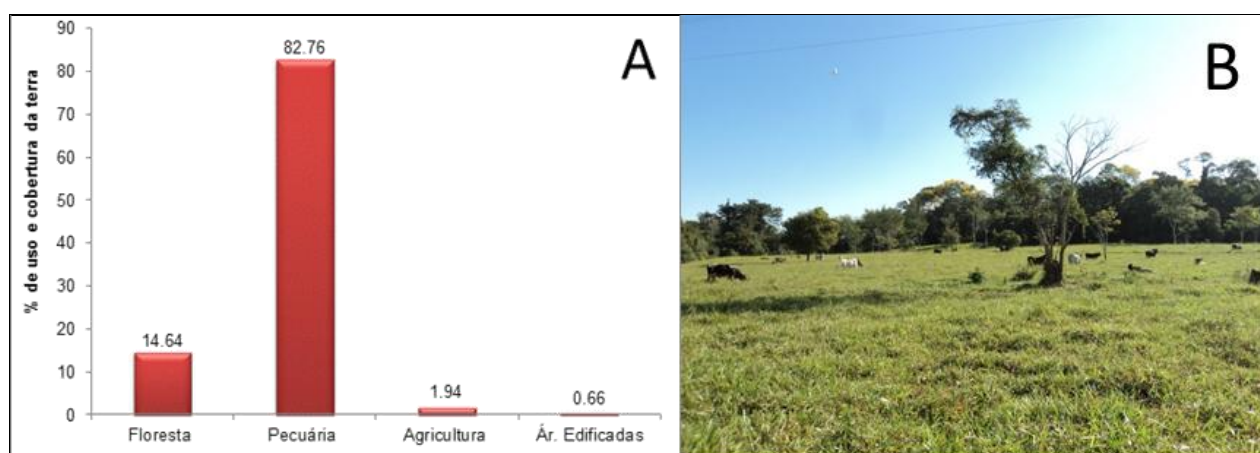 A
% de uso e cobertura da terra
90
80
70
60
50
40
30
20
10
0
14.64
82.76
1.94
0.66
Floresta
Pecuária
Agricultura
Ár. Edificadas
B